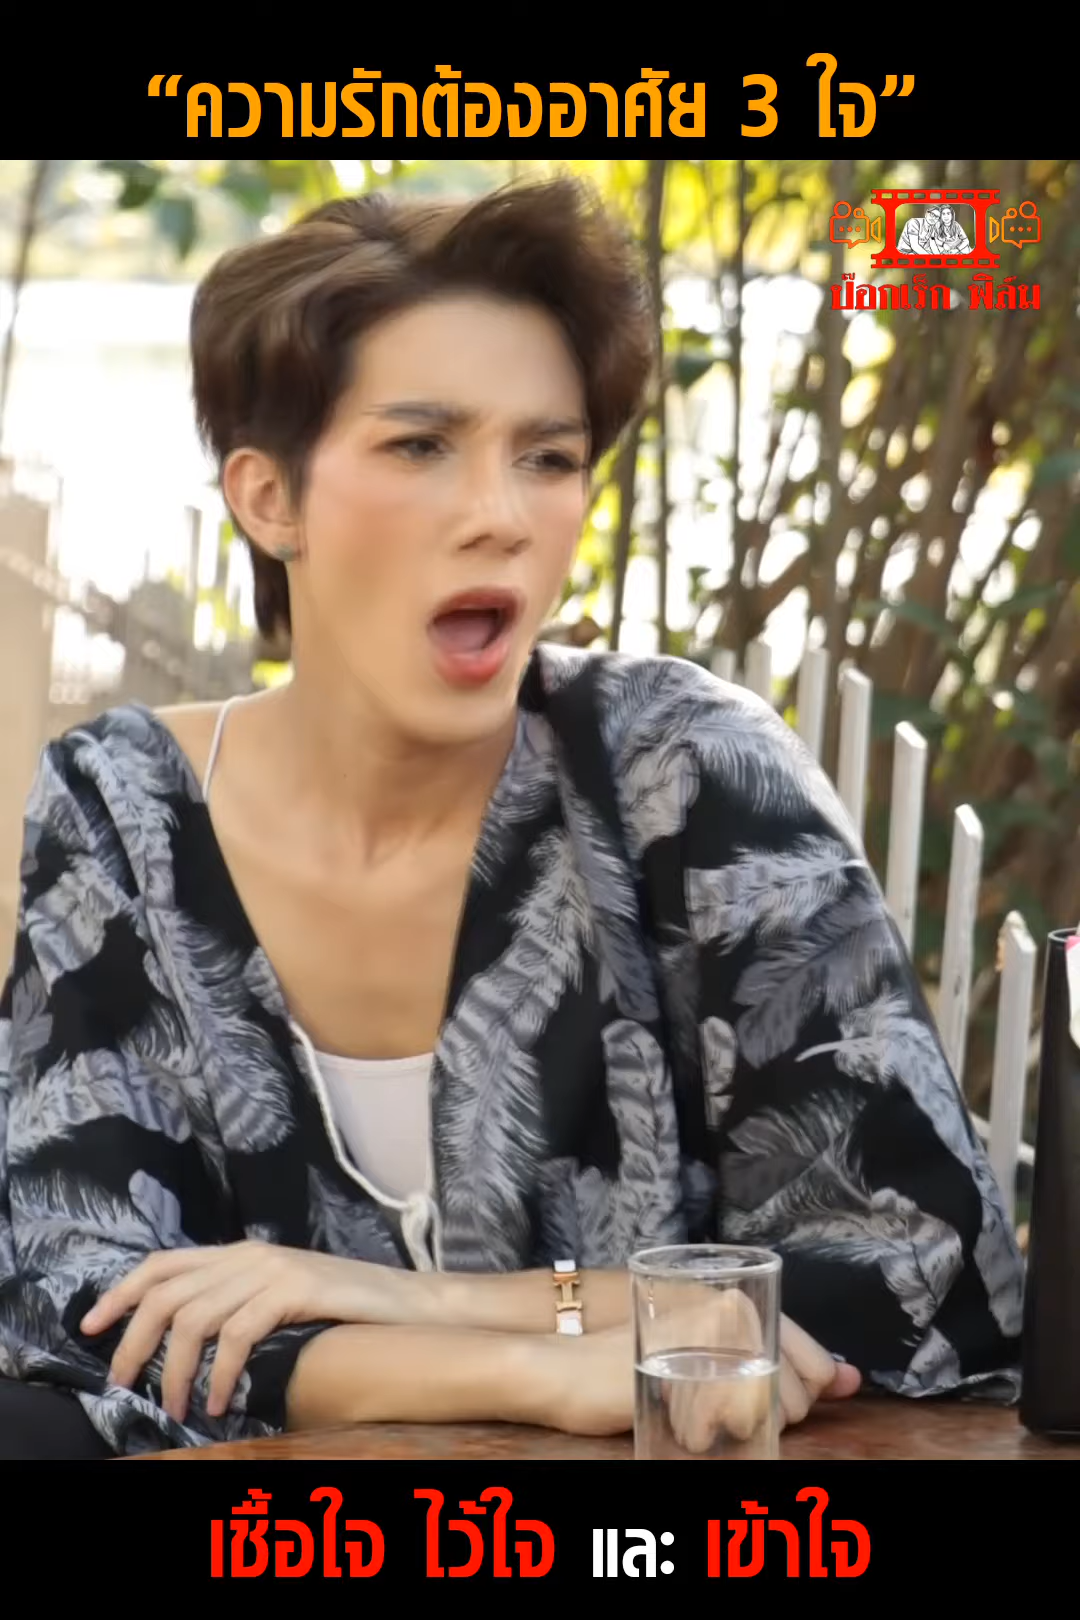 “ความรักต้องอาศัย 3 ใจ”
ป๊อกเร็ก ฟิล์ม
เชื้อใจ ไว้ใจ และ เข้าใจ